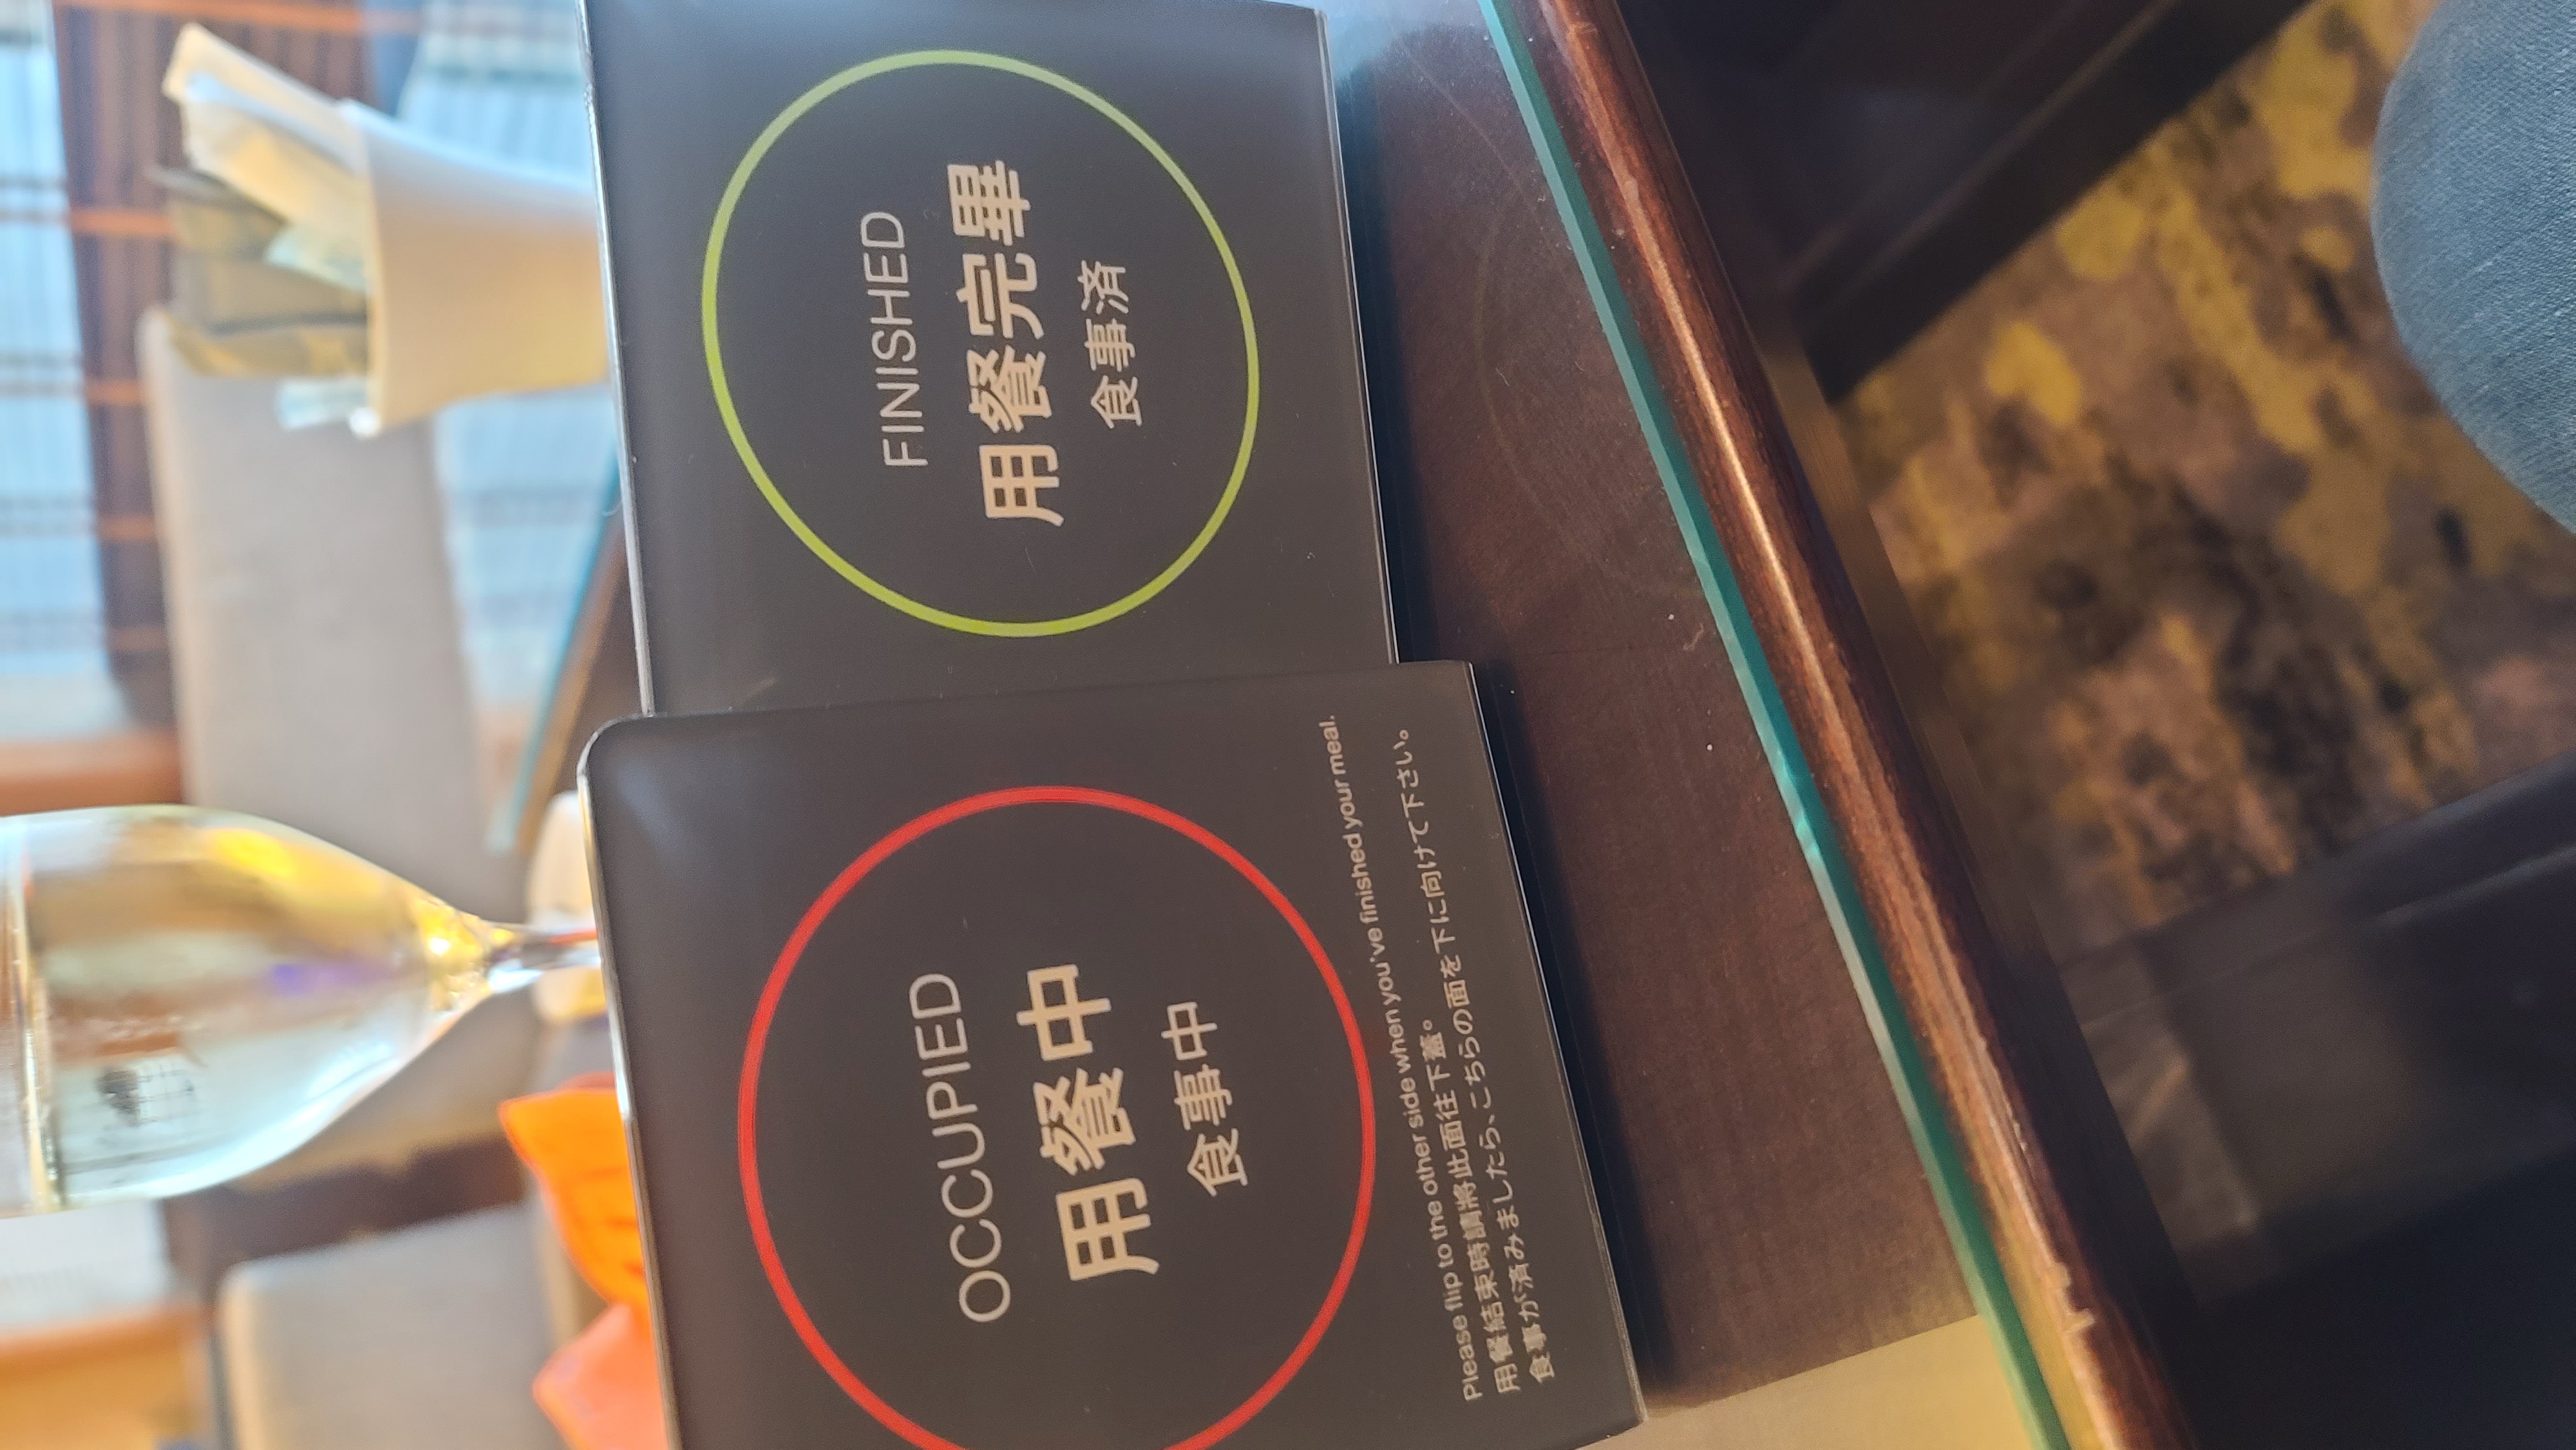 OCCUPIED
用餐中
食事中
Please flip to the other side when you've finished your meal.
用餐結束時請將此面往下蓋。
食事が済みましたら、こちらの面を下に向けて下さい。
FINISHED
用餐完畢
食事済